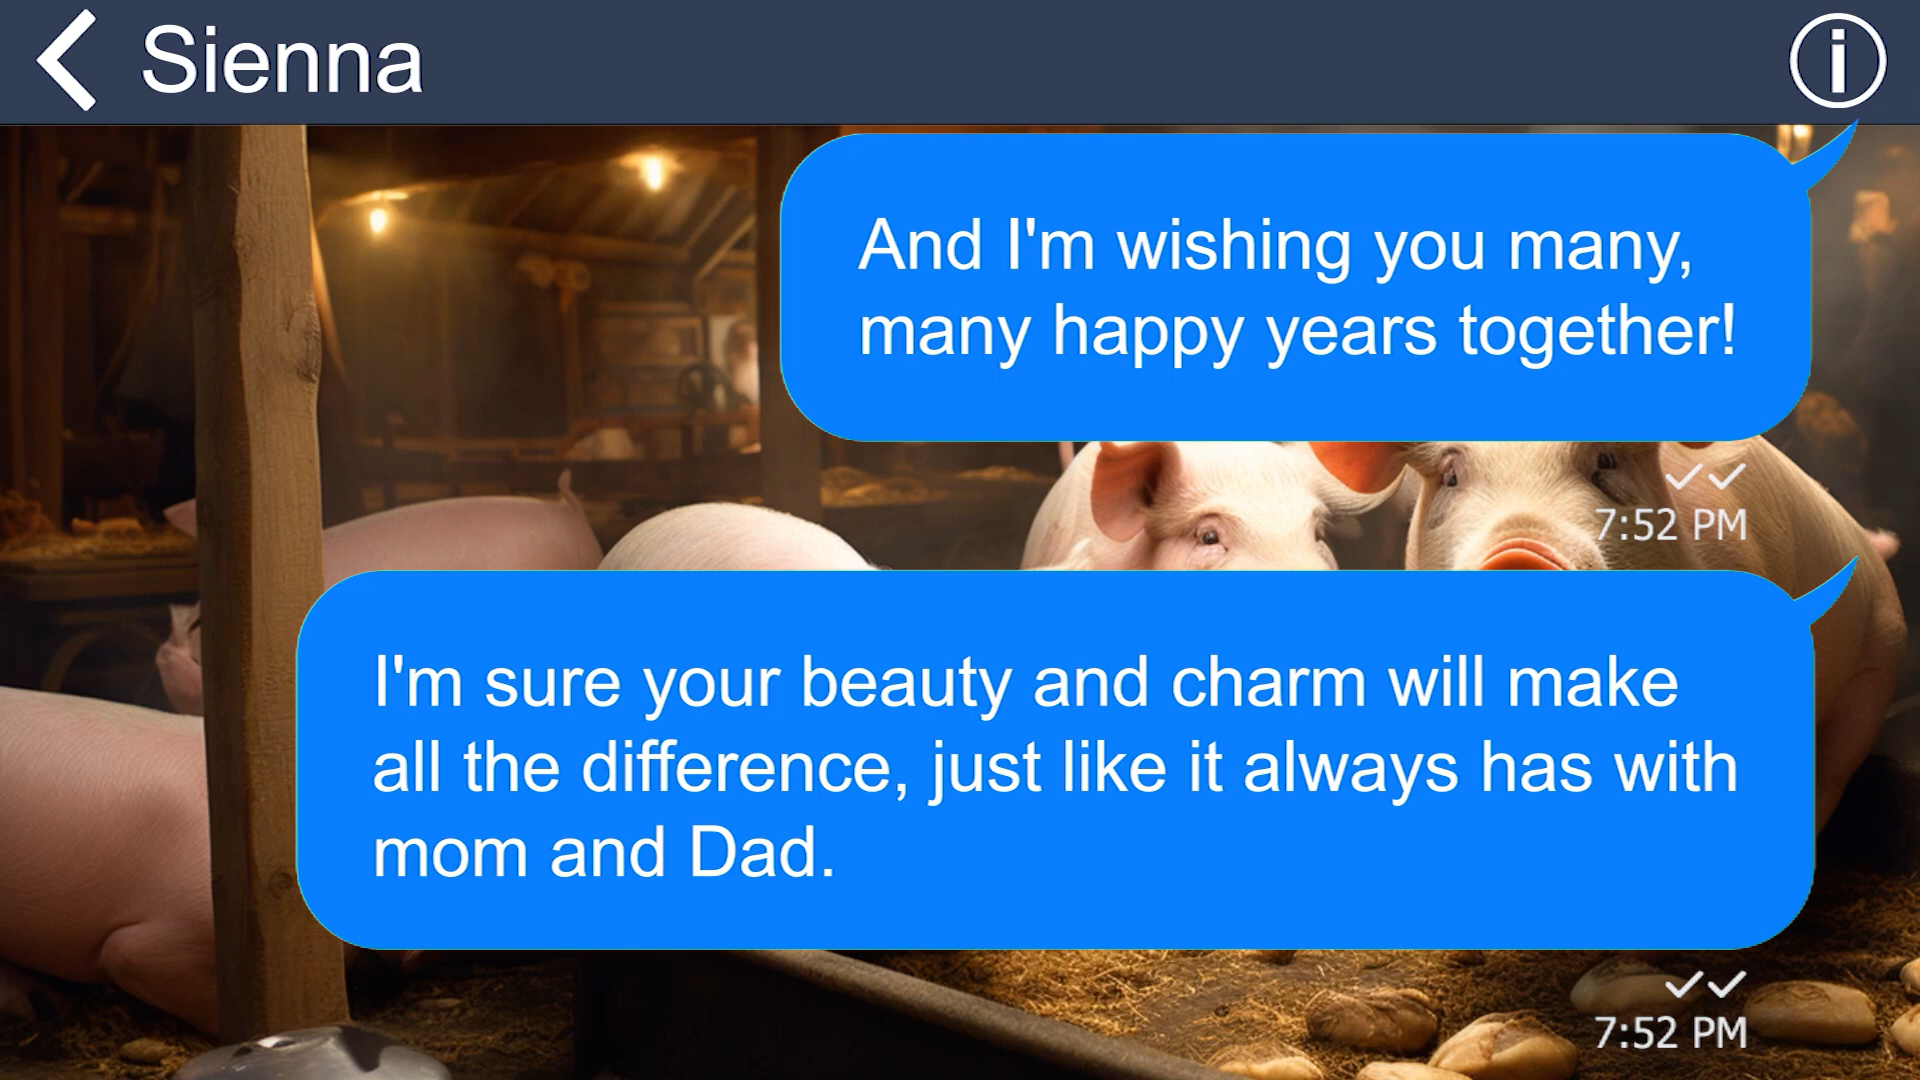 Sienna
And I'm wishing you many,
many happy years together!
7:52 PM
I'm sure your beauty and charm will make
all the difference, just like it always has with
mom and Dad.
7:52 PM